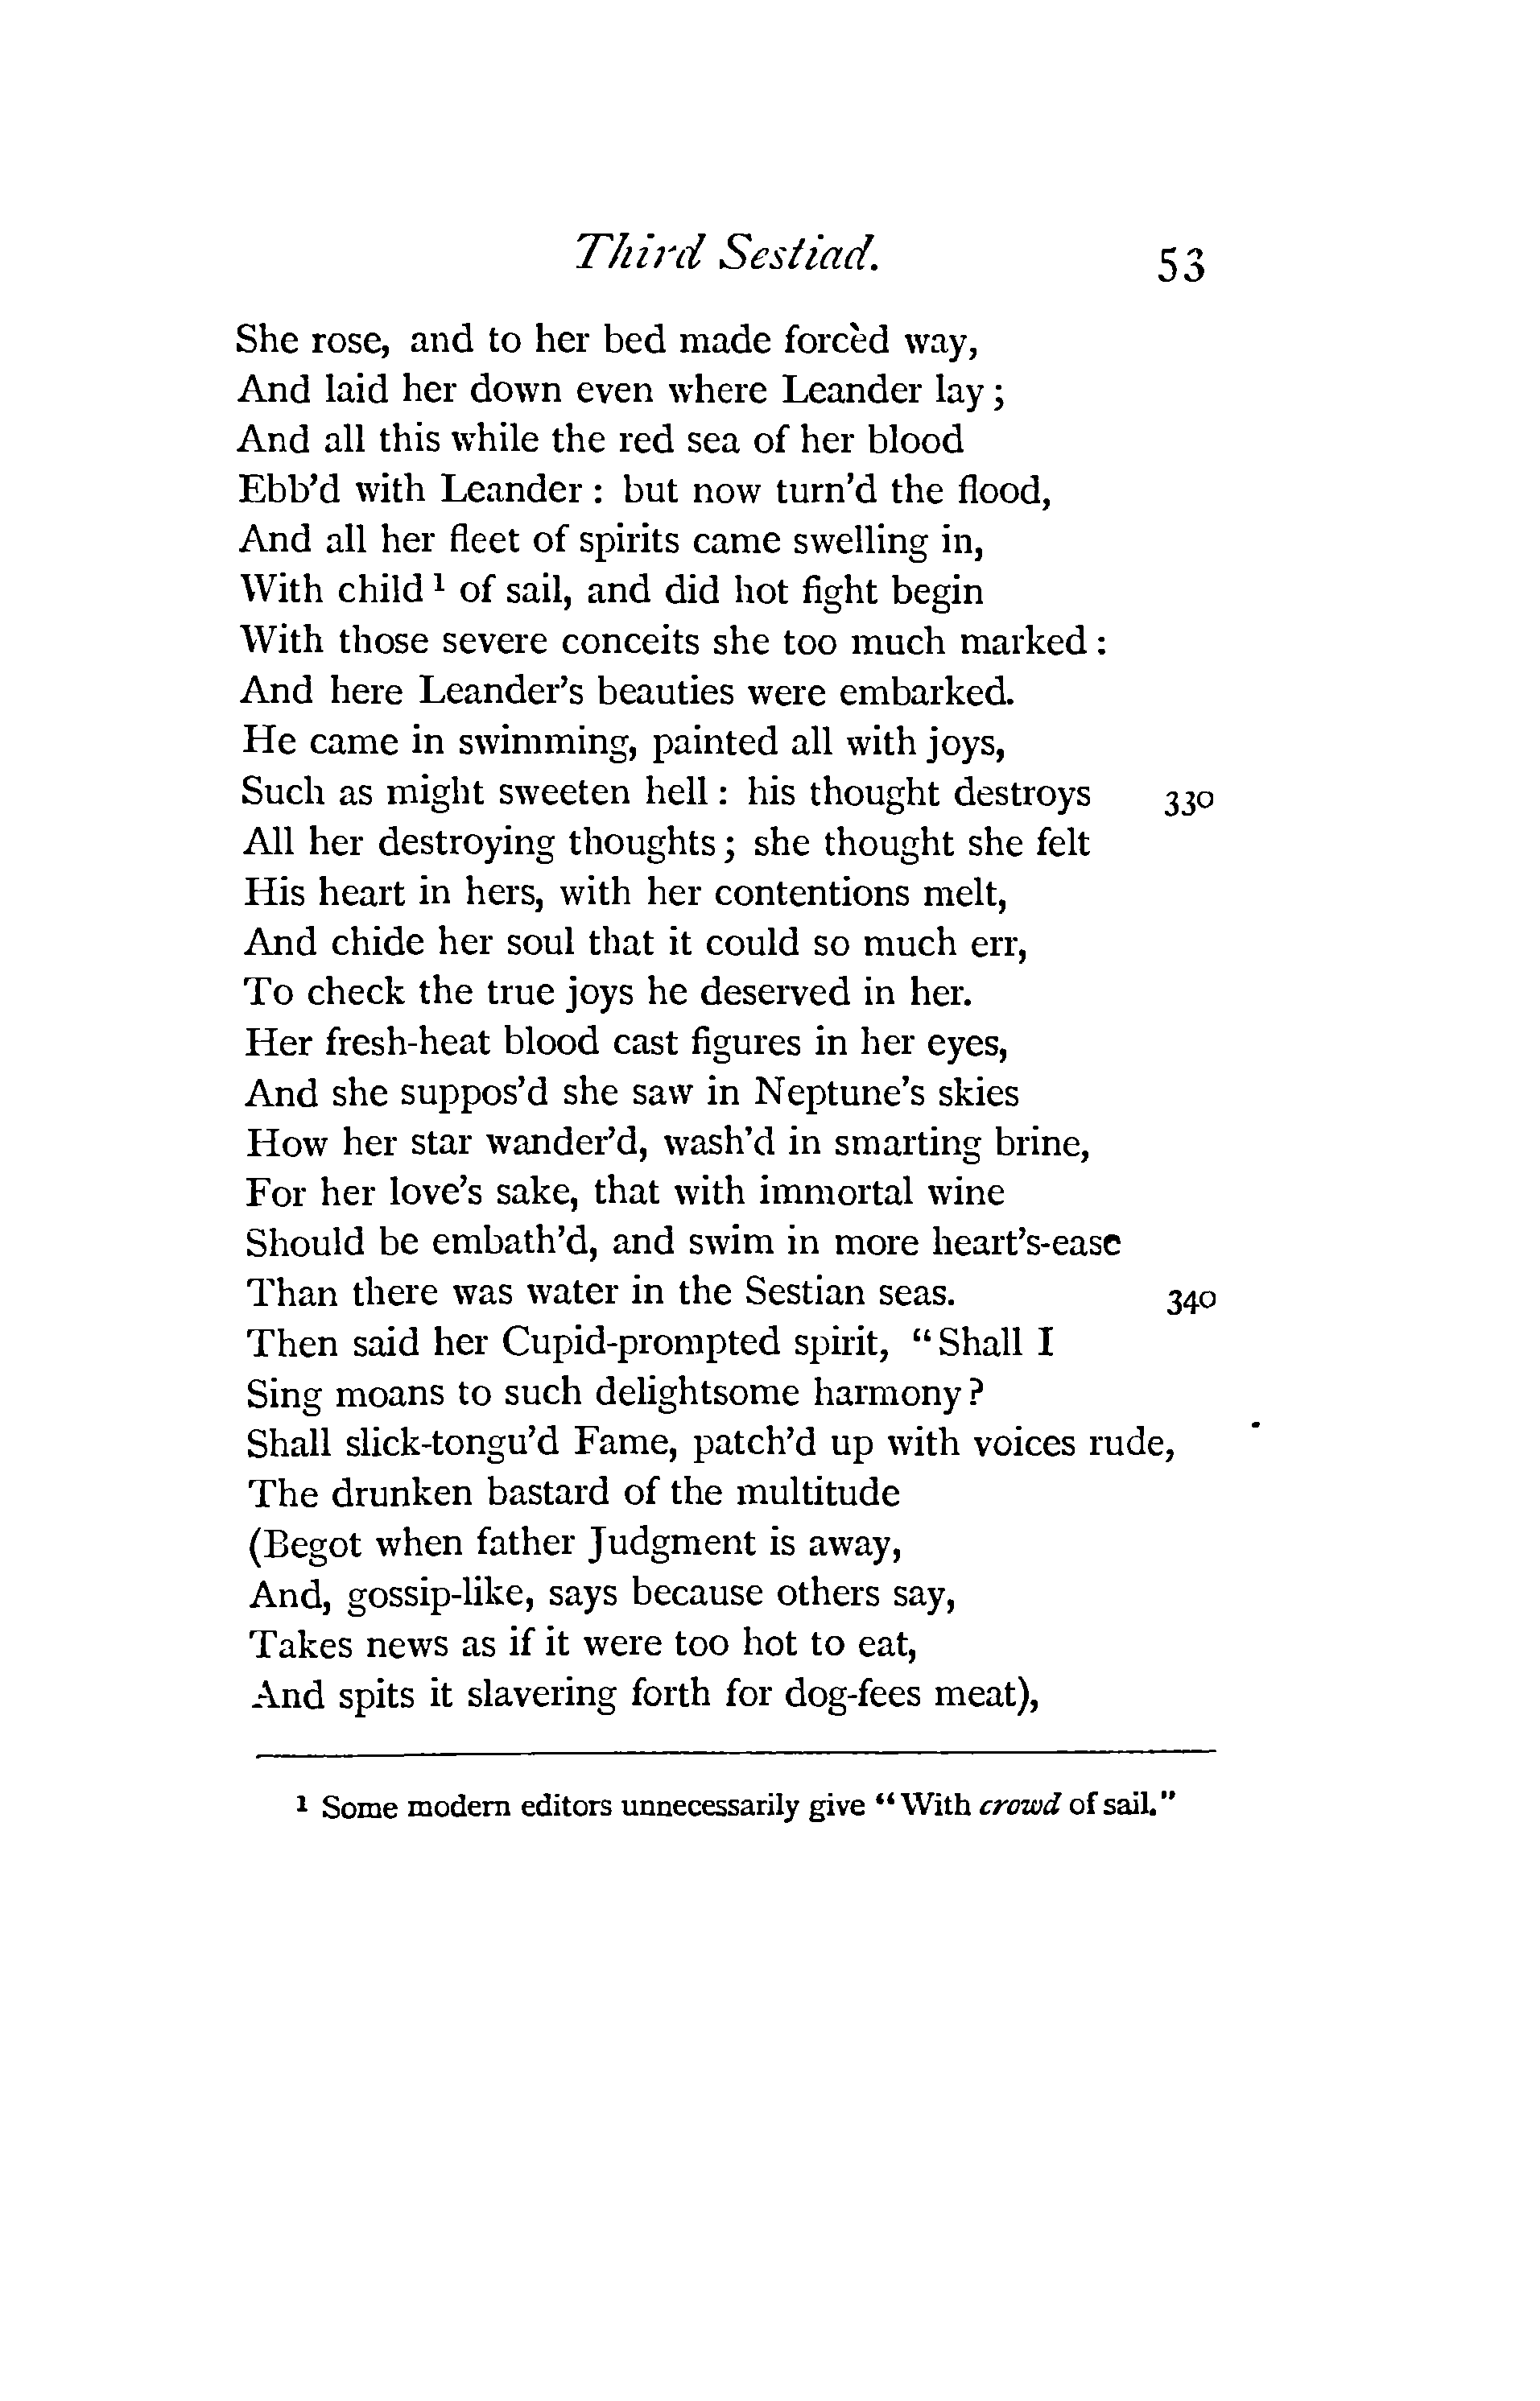 Third Sestiad. 53
She rose, and to her bed made forcèd way,
And laid her down even where Leander lay ;
And all this while the red sea of her blood
Ebb'd with Leander : but now turn'd the flood,
And all her fleet of spirits came swelling in,
With child ¹ of sail, and did hot fight begin
With those severe conceits she too much marked :
And here Leander's beauties were embarked.
He came in swimming, painted all with joys,
Such as might sweeten hell : his thought destroys 330
All her destroying thoughts ; she thought she felt
His heart in hers, with her contentions melt,
And chide her soul that it could so much err,
To check the true joys he deserved in her.
Her fresh-heat blood cast figures in her eyes,
And she suppos'd she saw in Neptune's skies
How her star wander'd, wash'd in smarting brine,
For her love's sake, that with immortal wine
Should be embath'd, and swim in more heart's-ease
Than there was water in the Sestian seas. 340
Then said her Cupid-prompted spirit, "Shall I
Sing moans to such delightsome harmony ?
Shall slick-tongu'd Fame, patch'd up with voices rude,
The drunken bastard of the multitude
(Begot when father Judgment is away,
And, gossip-like, says because others say,
Takes news as if it were too hot to eat,
And spits it slavering forth for dog-fees meat),
¹ Some modern editors unnecessarily give "With crowd of sail."